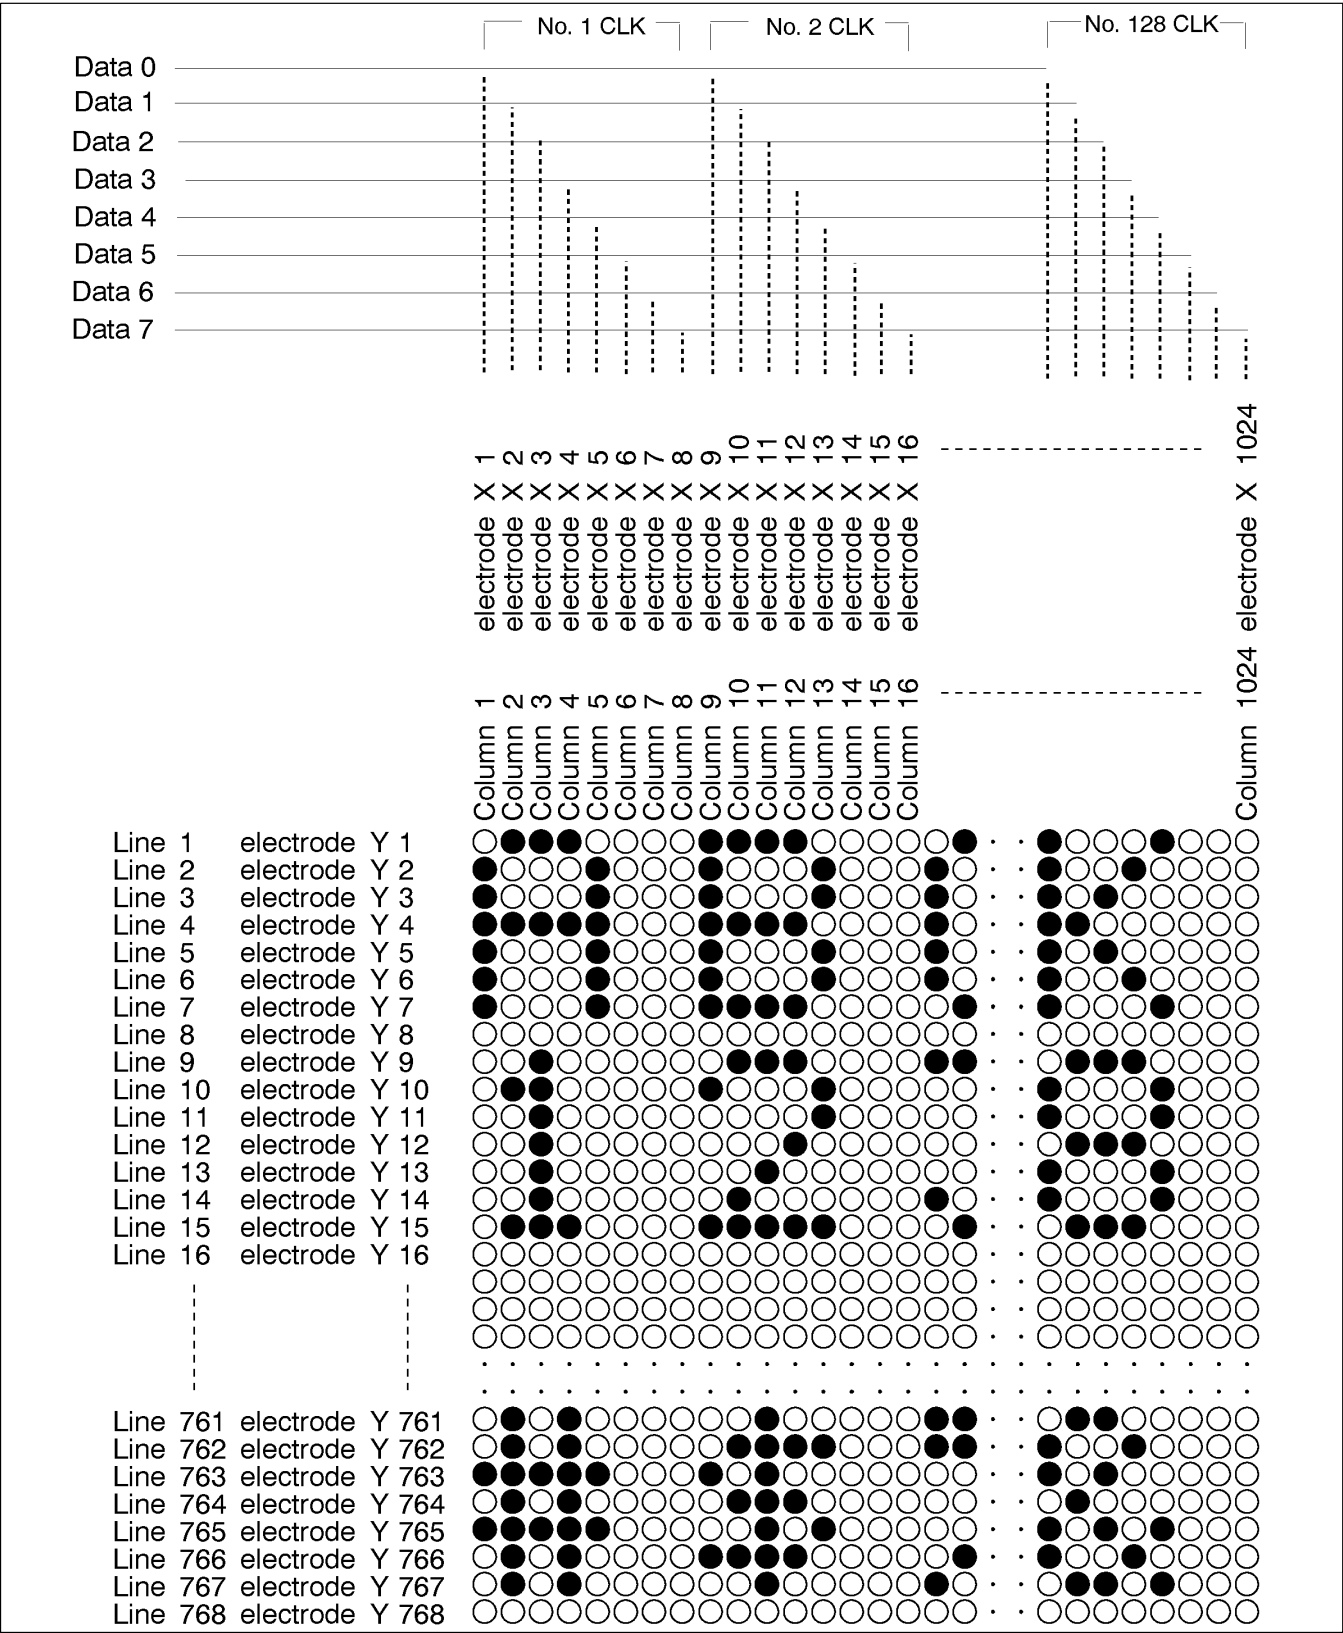 No. 1 CLK No. 2 CLK No. 128 CLK
Data 0
Data 1
Data 2
Data 3
Data 4
Data 5
Data 6
Data 7
electrode X 1
electrode X 2
electrode X 3
electrode X 4
electrode X 5
electrode X 6
electrode X 7
electrode X 8
electrode X 9
electrode X 10
electrode X 11
electrode X 12
electrode X 13
electrode X 14
electrode X 15
electrode X 16
Column 1
Column 2
Column 3
Column 4
Column 5
Column 6
Column 7
Column 8
Column 9
Column 10
Column 11
Column 12
Column 13
Column 14
Column 15
Column 16
Column 1024 electrode X 1024
Line 1 electrode Y 1
Line 2 electrode Y 2
Line 3 electrode Y 3
Line 4 electrode Y 4
Line 5 electrode Y 5
Line 6 electrode Y 6
Line 7 electrode Y 7
Line 8 electrode Y 8
Line 9 electrode Y 9
Line 10 electrode Y 10
Line 11 electrode Y 11
Line 12 electrode Y 12
Line 13 electrode Y 13
Line 14 electrode Y 14
Line 15 electrode Y 15
Line 16 electrode Y 16
Line 761 electrode Y 761
Line 762 electrode Y 762
Line 763 electrode Y 763
Line 764 electrode Y 764
Line 765 electrode Y 765
Line 766 electrode Y 766
Line 767 electrode Y 767
Line 768 electrode Y 768